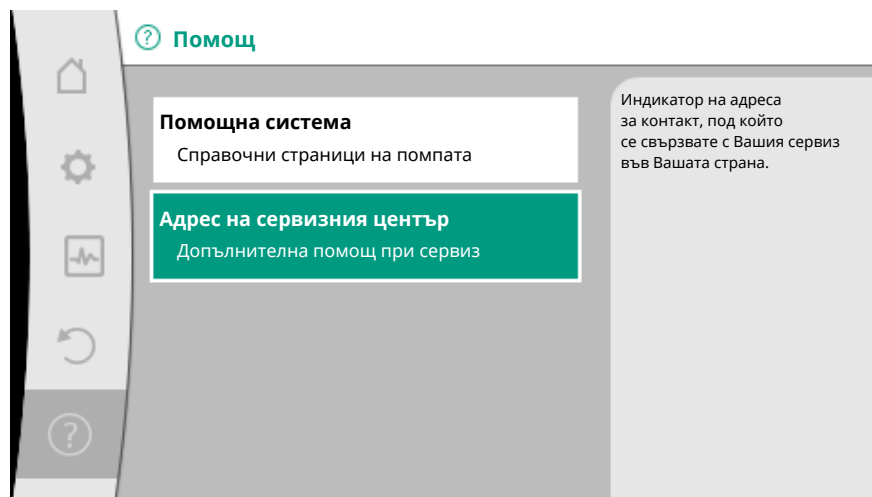 Помощ
Помощна система
Справочни страници на помпата
Адрес на сервизния център
Допълнителна помощ при сервиз
Индикатор на адреса
за контакт, под който
се свързвате с Вашия сервиз
във Вашата страна.